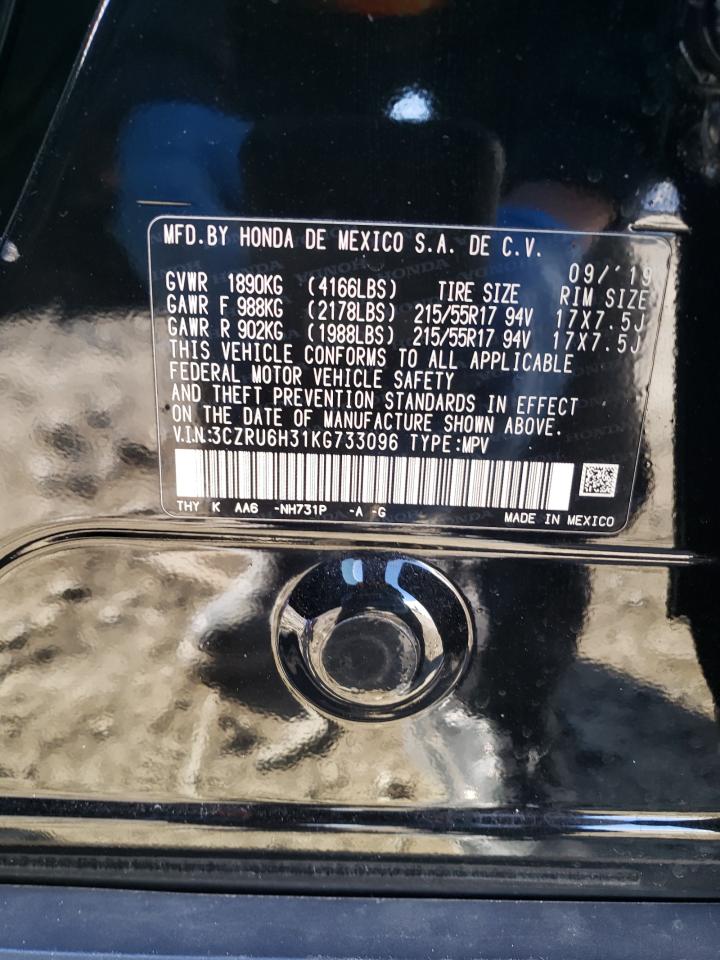 MFD.BY HONDA DE MEXICO S.A. DE C.V.
09/'19
GVWR 1890KG (4166LBS) TIRE SIZE RIM SIZE
GAWR F 988KG (2178LBS) 215/55R17 94V 17X7.5J
GAWR R 902KG (1988LBS) 215/55R17 94V 17X7.5J
THIS VEHICLE CONFORMS TO ALL APPLICABLE
FEDERAL MOTOR VEHICLE SAFETY
AND THEFT PREVENTION STANDARDS IN EFFECT
ON THE DATE OF MANUFACTURE SHOWN ABOVE.
V.I.N.:3CZRU6H31KG733096 TYPE:MPV
THY K AA6 -NH731P -A -G
MADE IN MEXICO